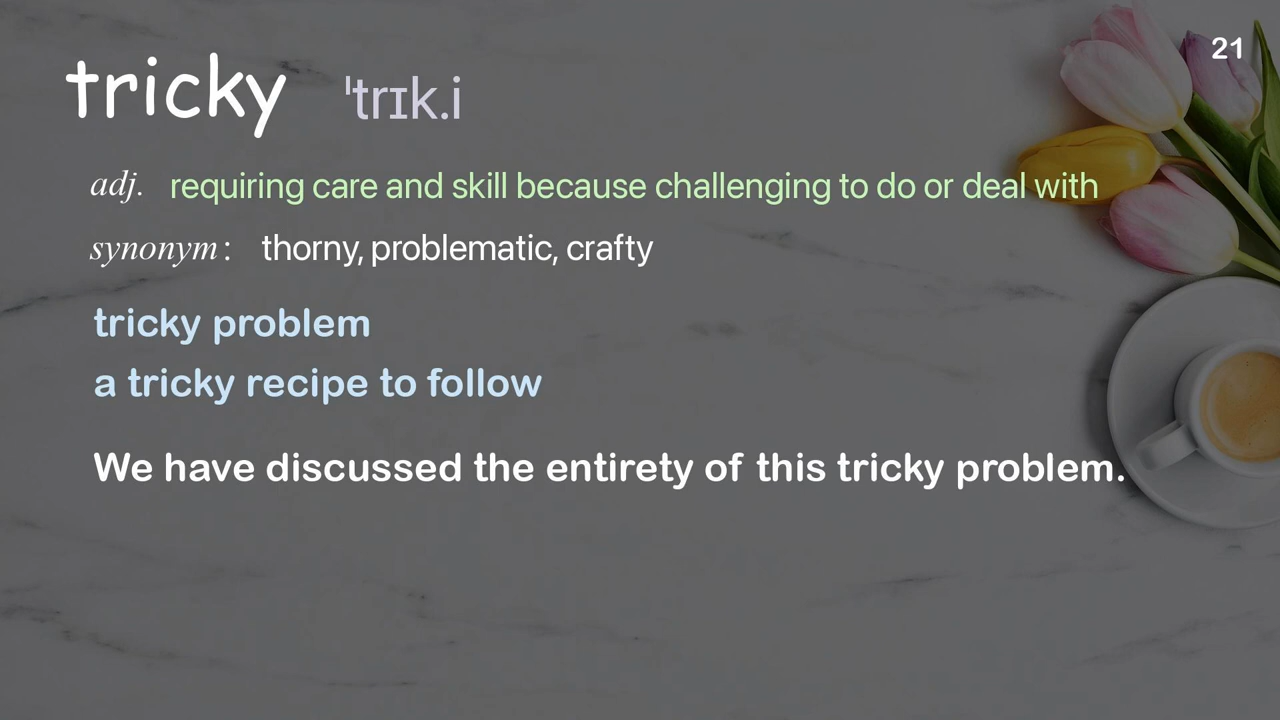 21
tricky ˈtrɪk.i
adj. requiring care and skill because challenging to do or deal with
synonym: thorny, problematic, crafty
tricky problem
a tricky recipe to follow
We have discussed the entirety of this tricky problem.